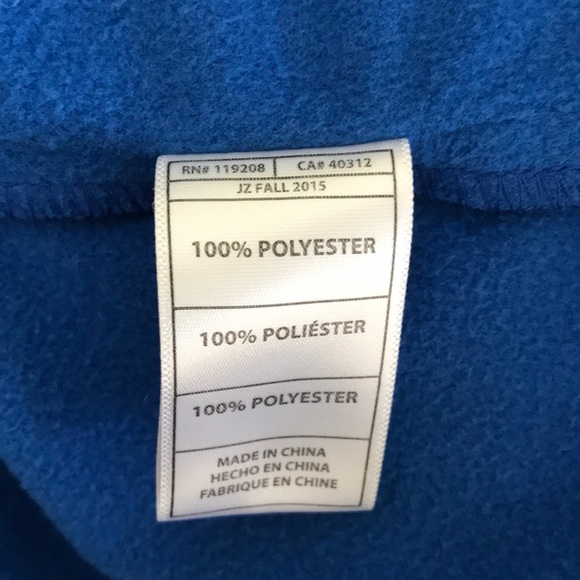 RN# 119208 CA# 40312
JZ FALL 2015
100% POLYESTER
100% POLIÉSTER
100% POLYESTER
MADE IN CHINA
HECHO EN CHINA
FABRIQUE EN CHINE